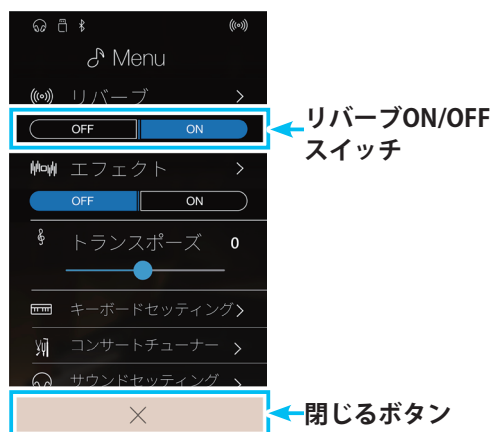 Menu
リバーブ
OFF ON
リバーブON/OFF
スイッチ
エフェクト
OFF ON
トランスポーズ 0
キーボードセッティング
コンサートチューナー
サウンドセッティング
閉じるボタン